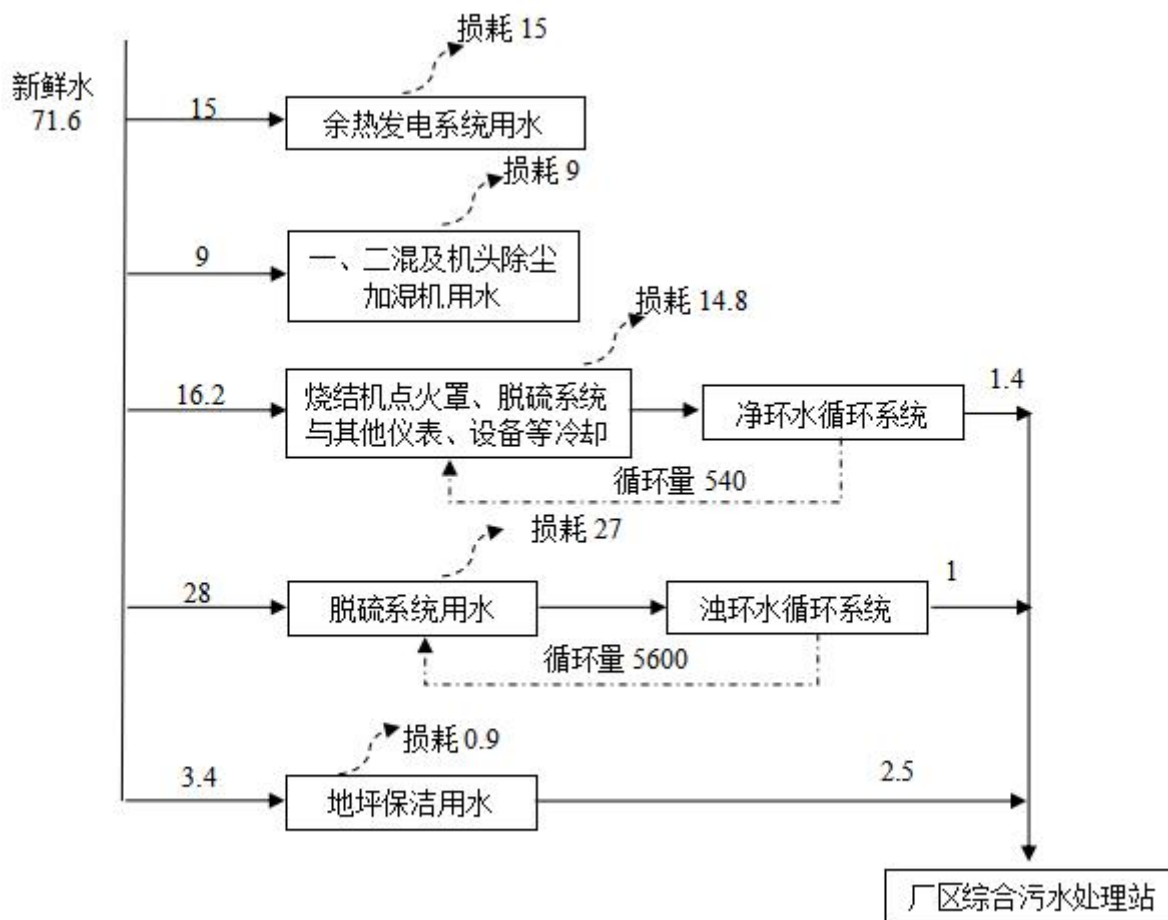 损耗 15
新鲜水
71.6
15
余热发电系统用水
损耗 9
9
一、二混及机头除尘
加湿机用水
损耗 14.8
16.2
烧结机点火罩、脱硫系统
与其他仪表、设备等冷却
净环水循环系统
1.4
循环量 540
损耗 27
28
脱硫系统用水
浊环水循环系统
1
循环量 5600
损耗 0.9
3.4
地坪保洁用水
2.5
厂区综合污水处理站